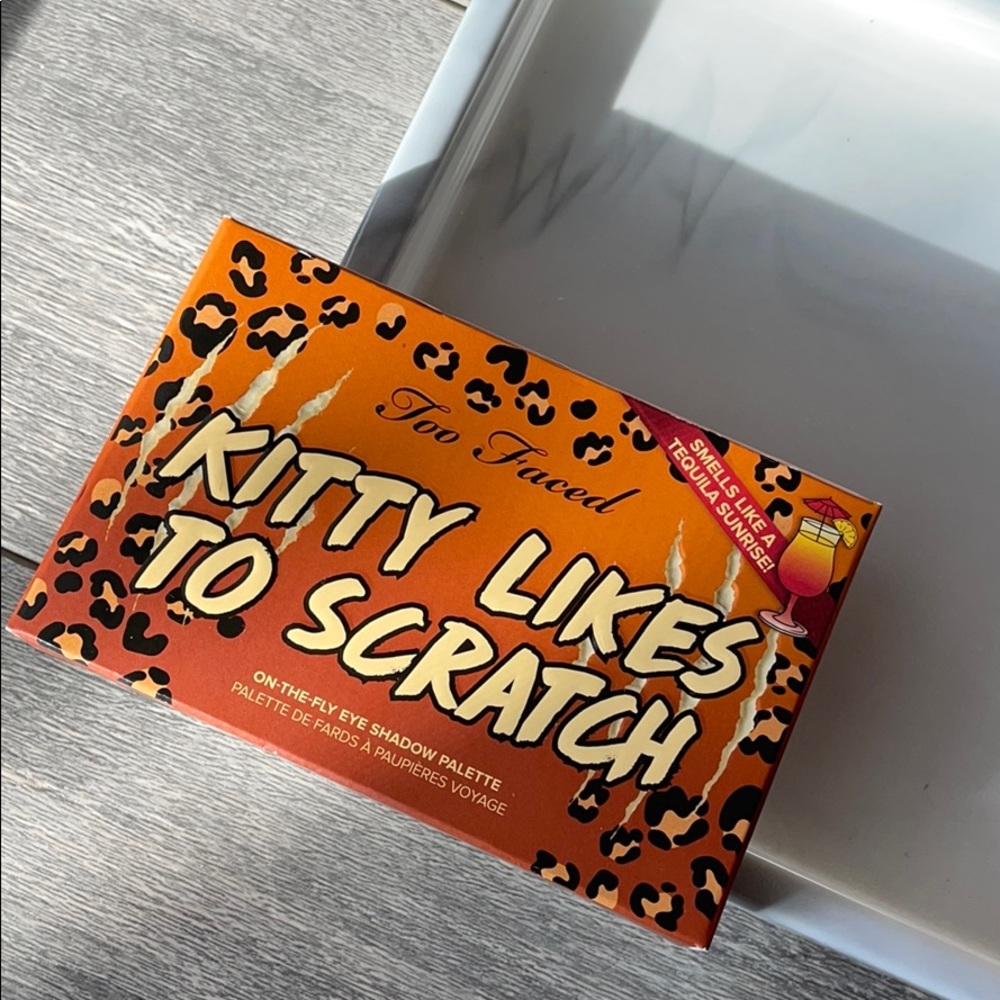 Too Faced
SMELLS LIKE A
TEQUILA SUNRISE!
KITTY LIKES
TO SCRATCH
ON-THE-FLY EYE SHADOW PALETTE
PALETTE DE FARDS À PAUPIÈRES VOYAGE